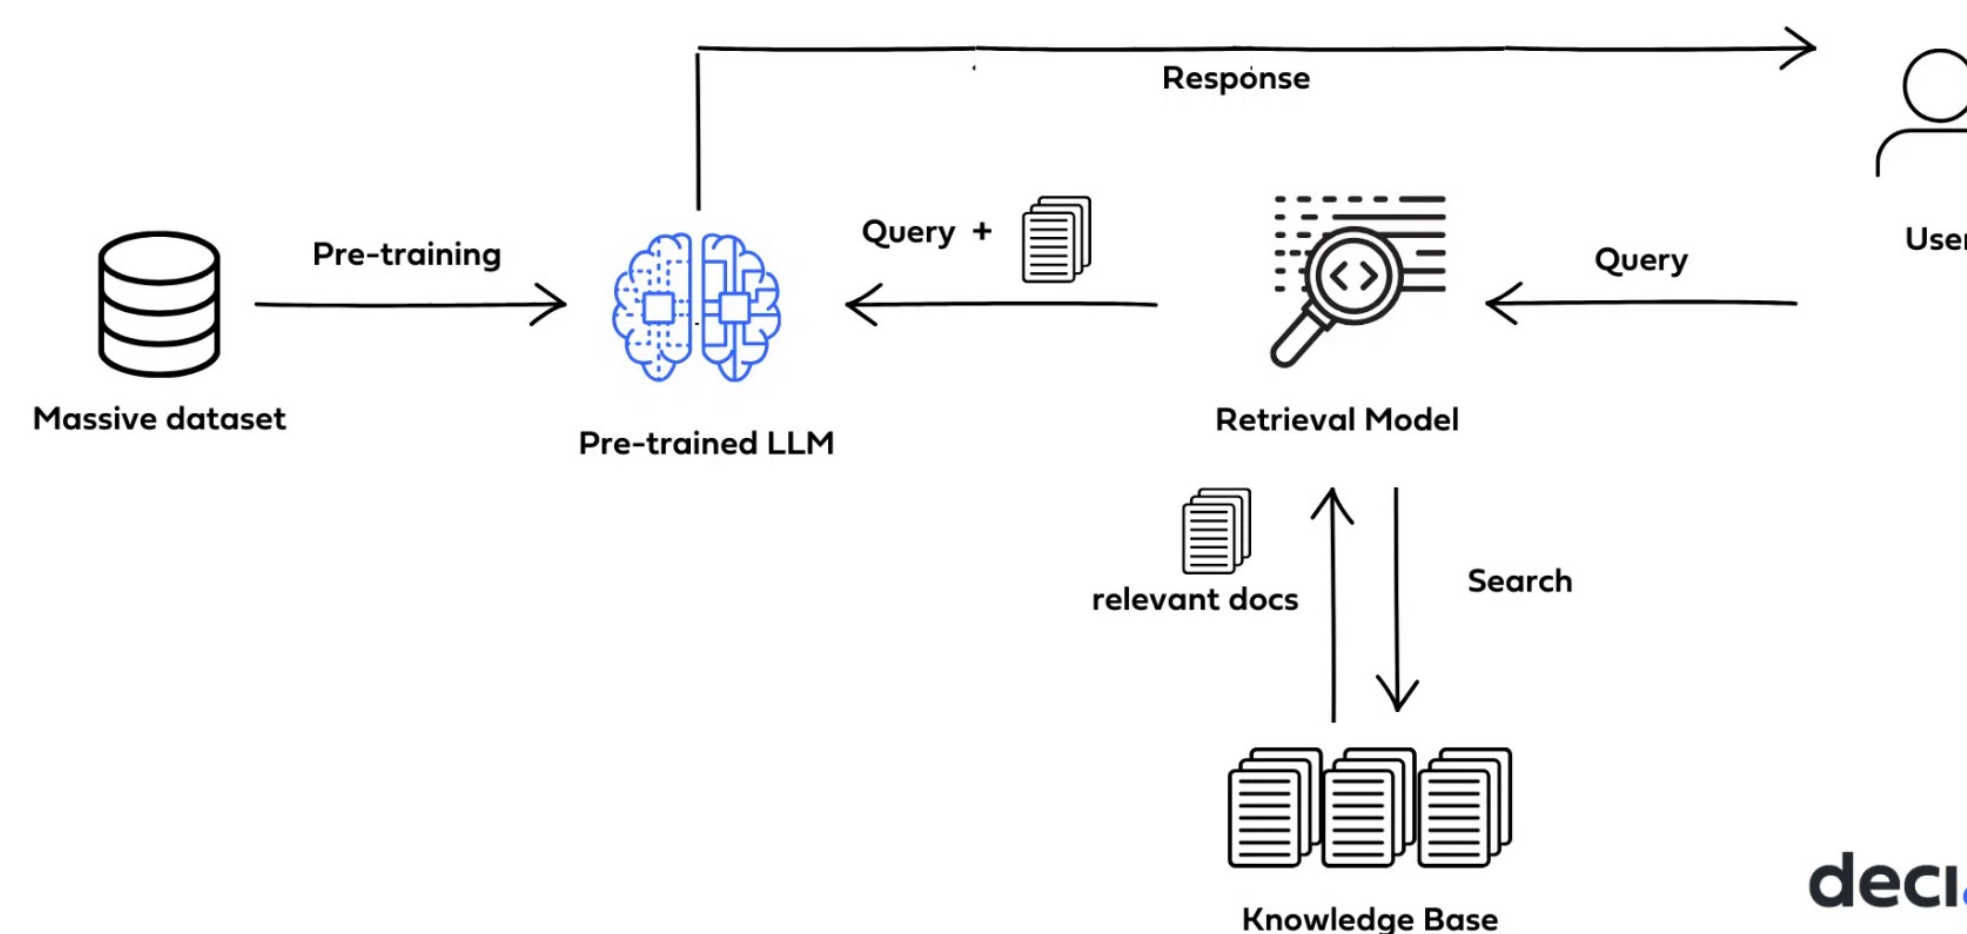 Response
Pre-training
Query +
Query
User
Massive dataset
Pre-trained LLM
Retrieval Model
relevant docs
Search
Knowledge Base
deci